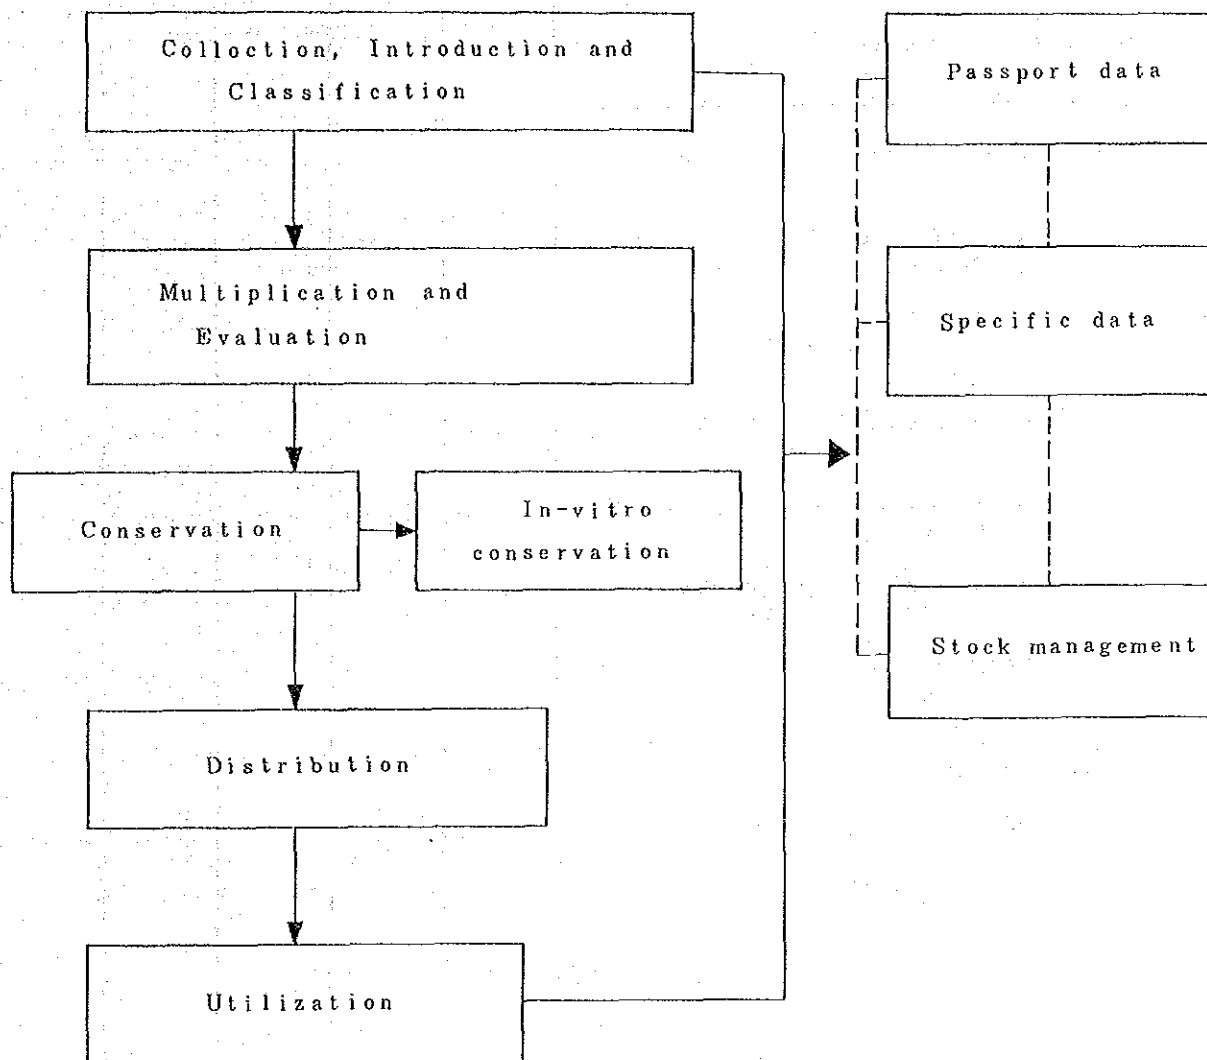 Colloction, Introduction and
Classification
Multiplication and
Evaluation
Conservation
In-vitro
conservation
Distribution
Utilization
Passport data
Specific data
Stock management